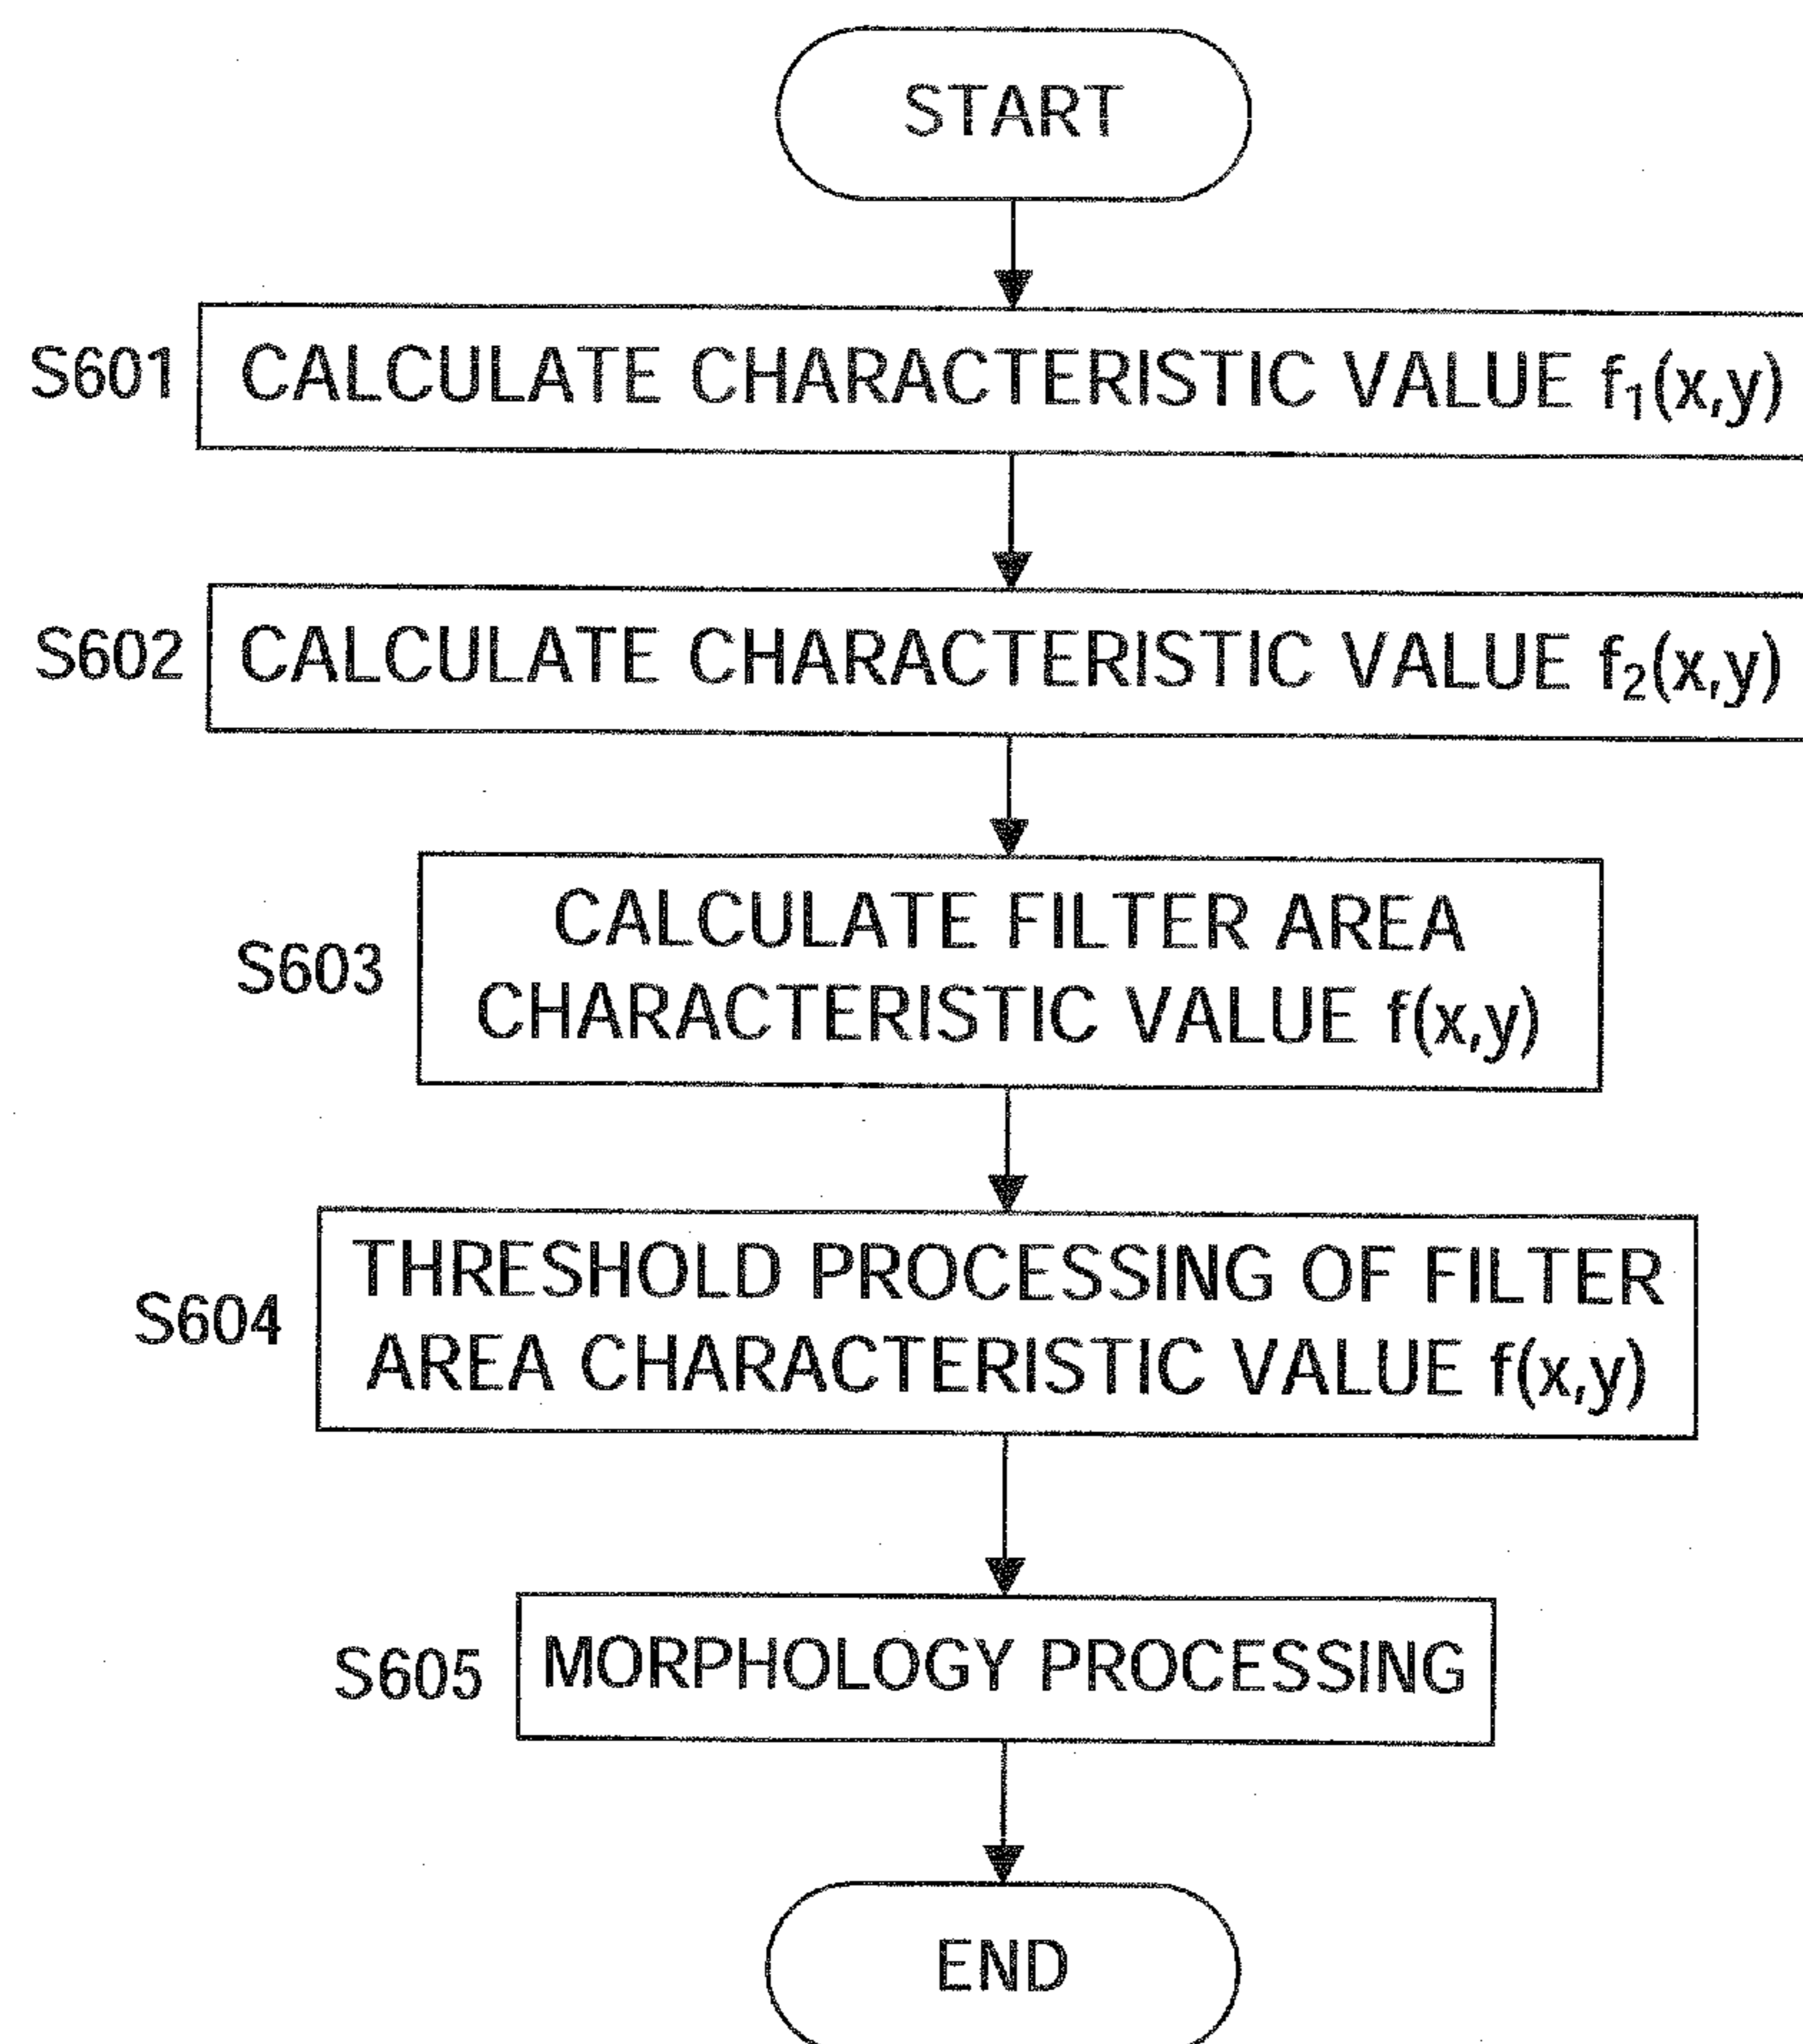 START
S601 CALCULATE CHARACTERISTIC VALUE f₁(x,y)
S602 CALCULATE CHARACTERISTIC VALUE f₂(x,y)
S603
CALCULATE FILTER AREA
CHARACTERISTIC VALUE f(x,y)
S604
THRESHOLD PROCESSING OF FILTER
AREA CHARACTERISTIC VALUE f(x,y)
S605 MORPHOLOGY PROCESSING
END